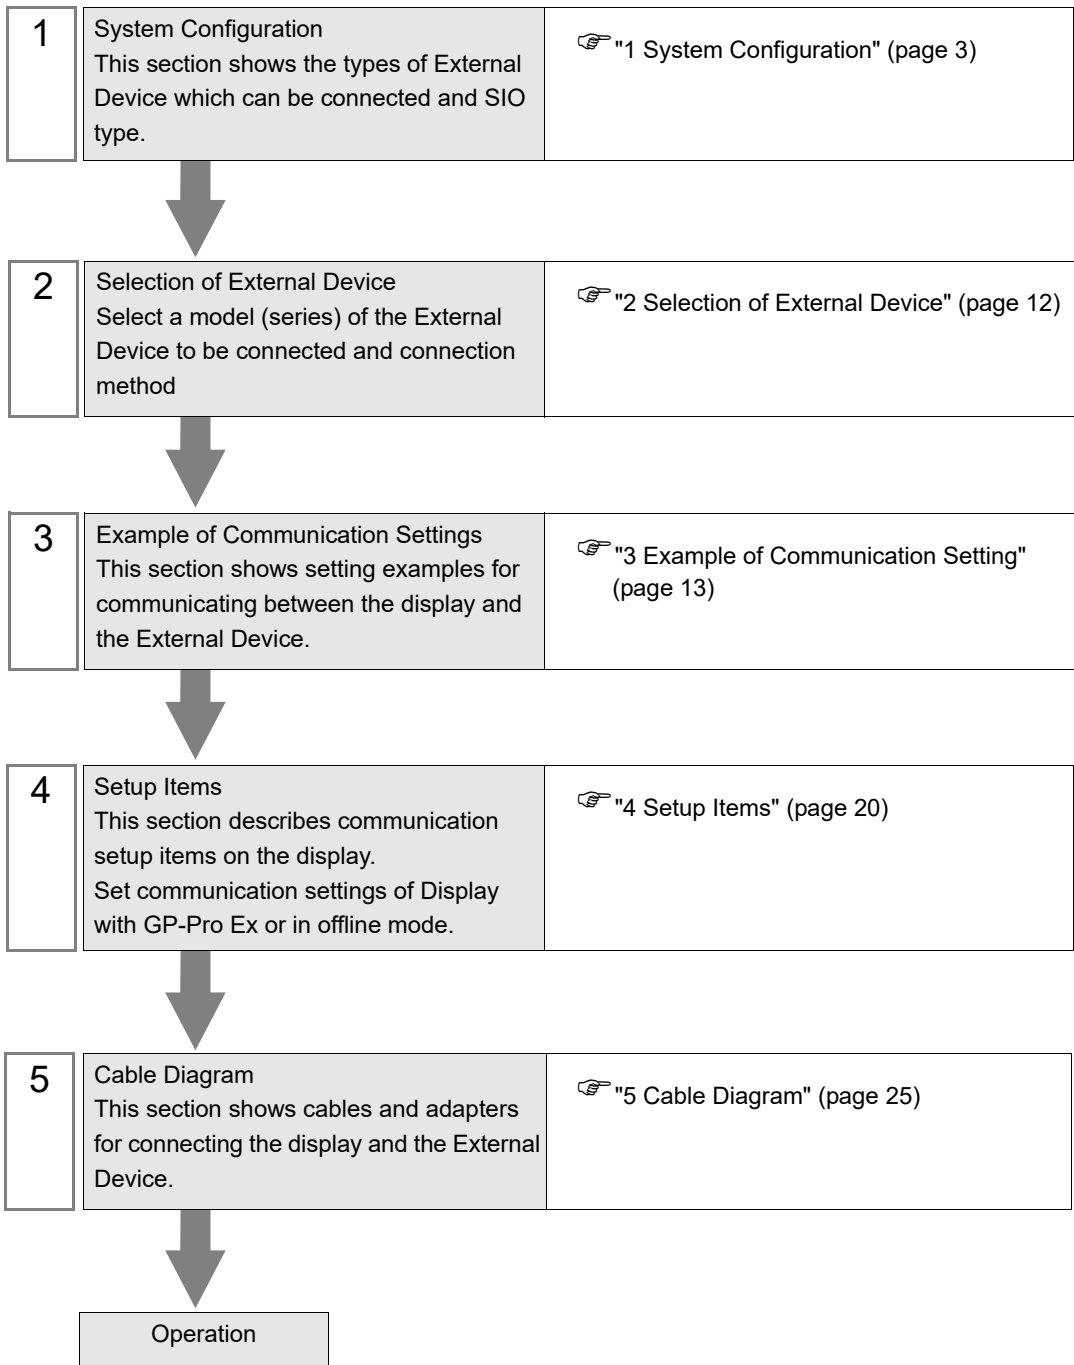 1
System Configuration
This section shows the types of External
Device which can be connected and SIO
type.
"1 System Configuration" (page 3)
2
Selection of External Device
Select a model (series) of the External
Device to be connected and connection
method
"2 Selection of External Device" (page 12)
3
Example of Communication Settings
This section shows setting examples for
communicating between the display and
the External Device.
"3 Example of Communication Setting"
(page 13)
4
Setup Items
This section describes communication
setup items on the display.
Set communication settings of Display
with GP-Pro Ex or in offline mode.
"4 Setup Items" (page 20)
5
Cable Diagram
This section shows cables and adapters
for connecting the display and the External
Device.
"5 Cable Diagram" (page 25)
Operation